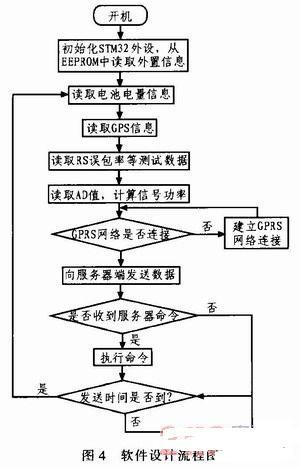 开机
初始化STM32外设，从
EEPROM中读取外置信息
读取电池电量信息
读取GPS信息
读取RS误包率等测试数据
读取AD值，计算信号功率
GPRS网络是否连接
否
建立GPRS
网络连接
是
向服务器端发送数据
是否收到服务器命令
否
是
执行命令
是
发送时间是否到?
否
图 4 软件设计流程图